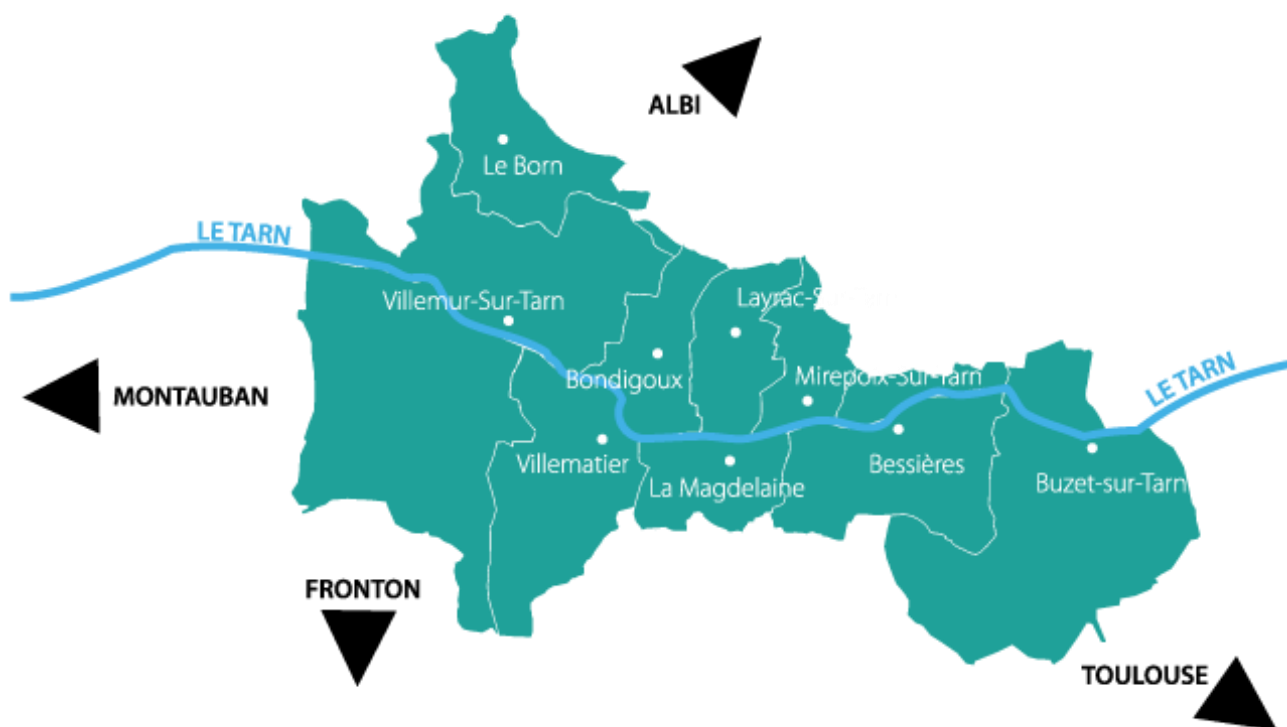 ALBI
Le Born
LE TARN
Villemur-Sur-Tarn
Layrac-S
LE TARN
Bondigoux
Mirepoix-Sur-Tarn
MONTAUBAN
Villematier
Bessières
La Magdelaine
Buzet-sur-Tarn
FRONTON
TOULOUSE